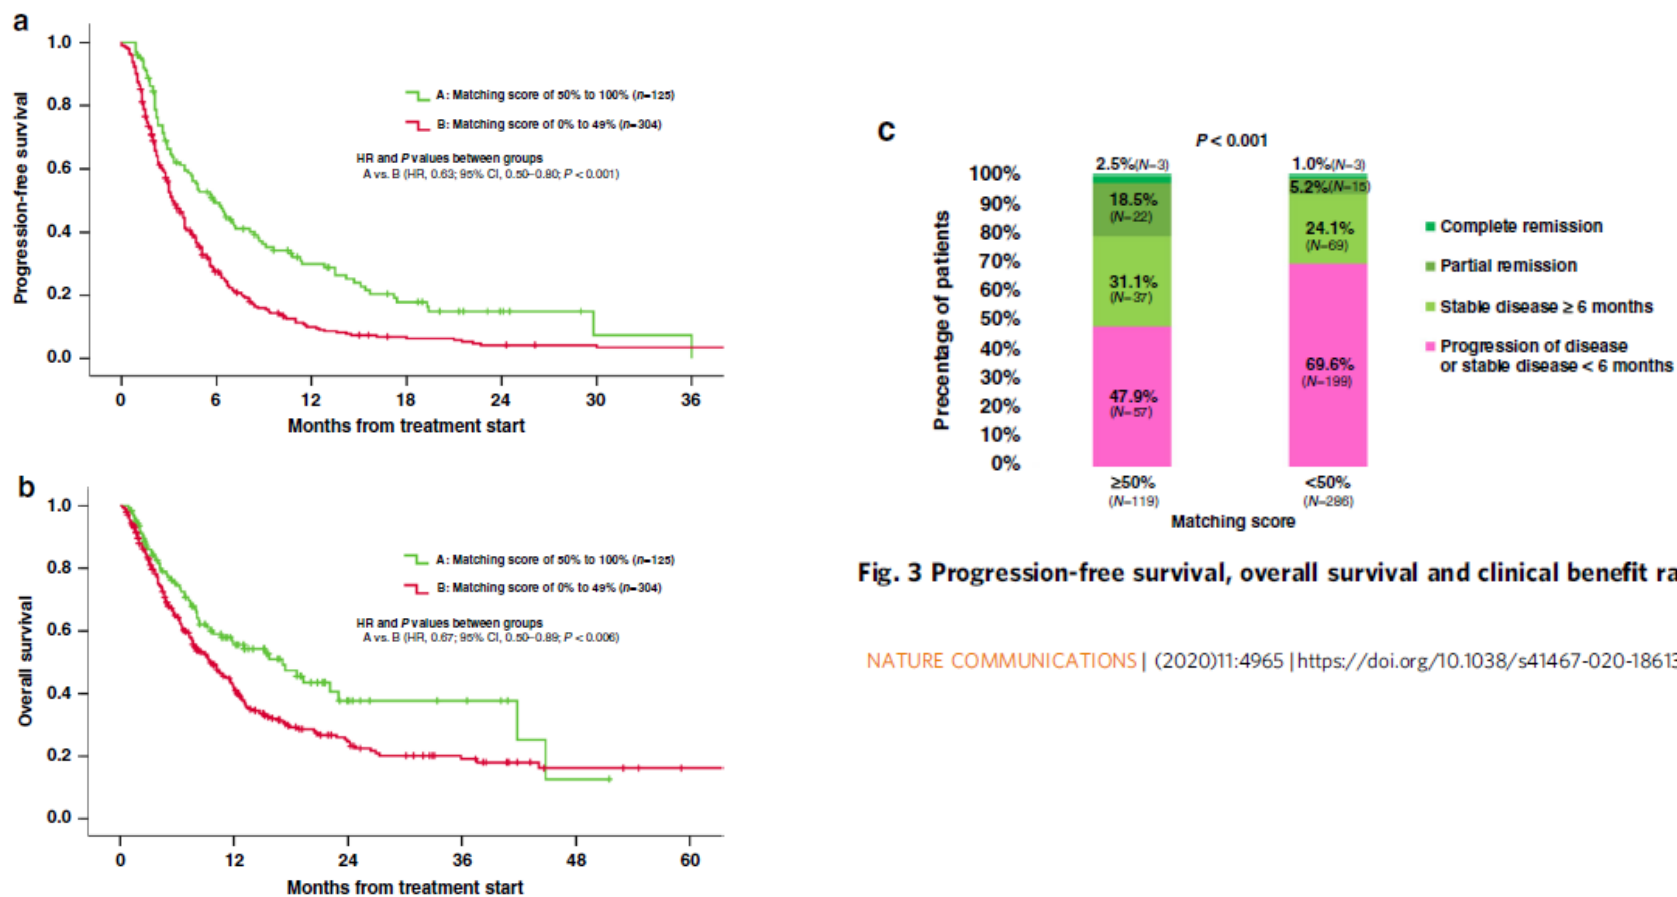 a
1.0
0.8
0.6
0.4
0.2
0.0
Progression-free survival
A: Matching score of 50% to 100% (n=125)
B: Matching score of 0% to 49% (n=304)
HR and P values between groups
A vs. B (HR, 0.63; 95% CI, 0.50–0.80; P < 0.001)
0 6 12 18 24 30 36
Months from treatment start
b
1.0
0.8
0.6
0.4
0.2
0.0
Overall survival
A: Matching score of 50% to 100% (n=125)
B: Matching score of 0% to 49% (n=304)
HR and P values between groups
A vs. B (HR, 0.67; 95% CI, 0.50–0.89; P < 0.006)
0 12 24 36 48 60
Months from treatment start
c
P < 0.001
Precentage of patients
100%
90%
80%
70%
60%
50%
40%
30%
20%
10%
0%
2.5%(N=3)
18.5%
(N=22)
31.1%
(N=37)
47.9%
(N=57)
≥50%
(N=119)
1.0%(N=3)
5.2%(N=15)
24.1%
(N=69)
69.6%
(N=199)
<50%
(N=286)
Matching score
Complete remission
Partial remission
Stable disease ≥ 6 months
Progression of disease
or stable disease < 6 months
Fig. 3 Progression-free survival, overall survival and clinical benefit ra
NATURE COMMUNICATIONS | (2020)11:4965 | https://doi.org/10.1038/s41467-020-18613